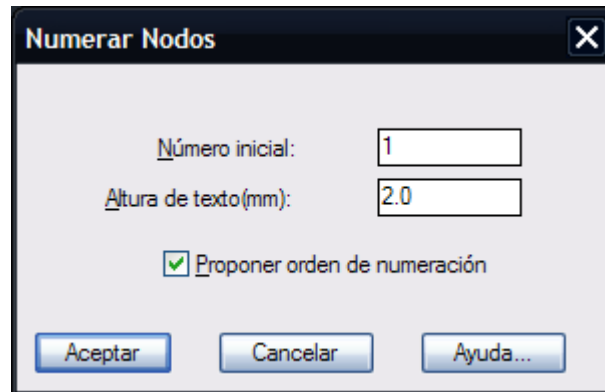 Numerar Nodos
Número inicial: 1
Altura de texto(mm): 2.0
Proponer orden de numeración
Aceptar Cancelar Ayuda...